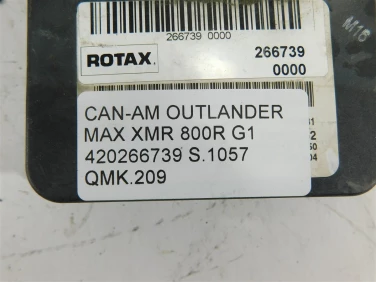 266739 0000
M16
ROTAX. 266739
0000
CAN-AM OUTLANDER
MAX XMR 800R G1
420266739 S.1057
QMK.209